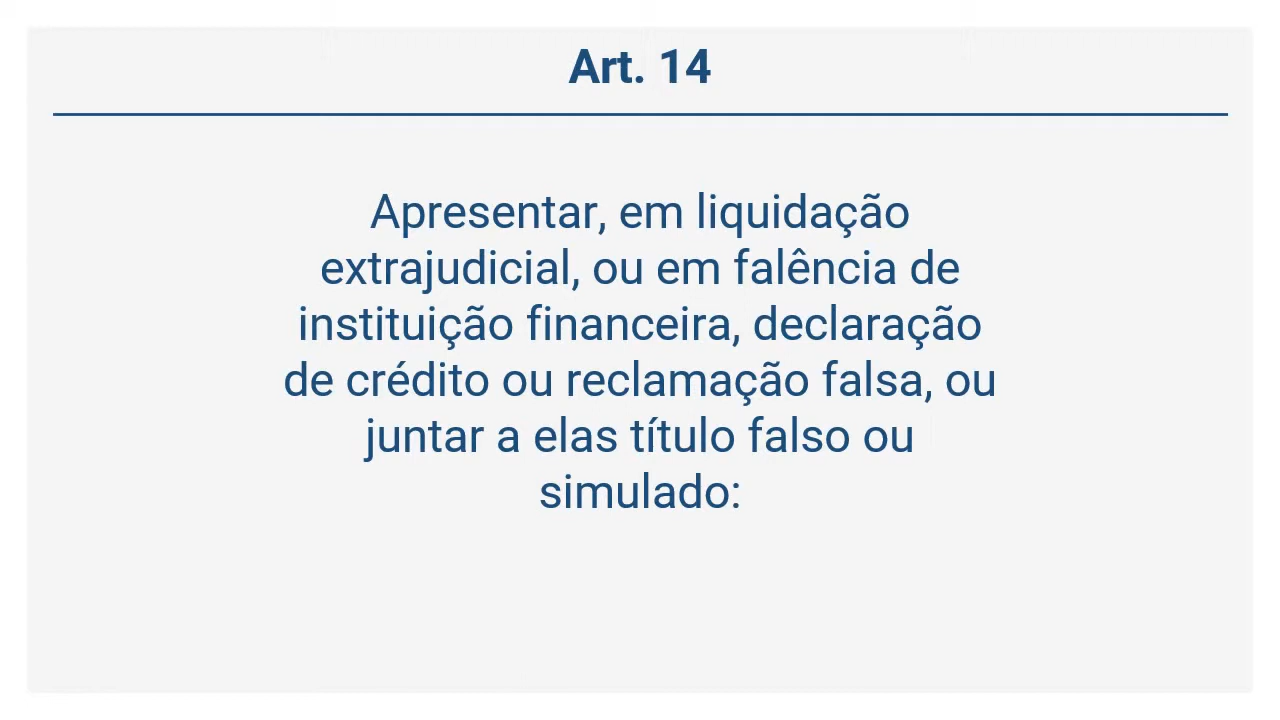 Art. 14
Apresentar, em liquidação
extrajudicial, ou em falência de
instituição financeira, declaração
de crédito ou reclamação falsa, ou
juntar a elas título falso ou
simulado: